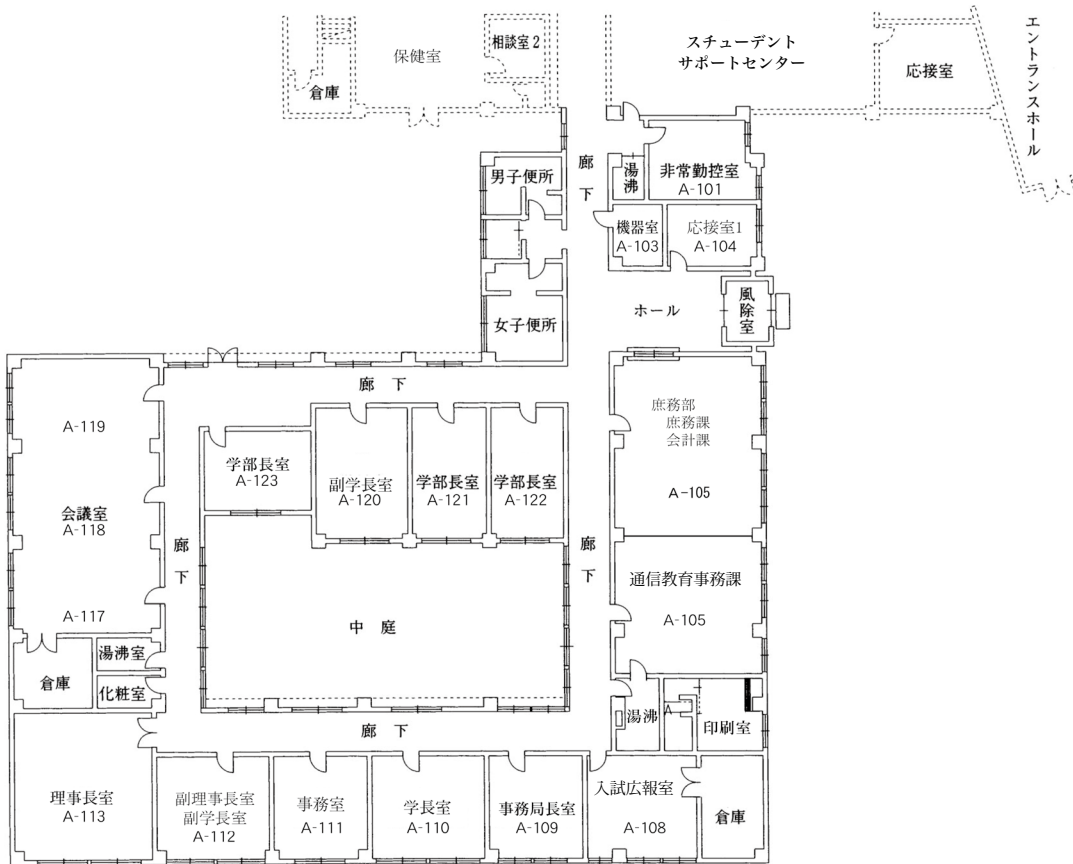 保健室
相談室2
倉庫
スチューデント
サポートセンター
応接室
エントランスホール
男子便所
廊下
湯沸
非常勤控室
A-101
機器室
A-103
応接室1
A-104
女子便所
ホール
風除室
廊下
A-119
会議室
A-118
A-117
学部長室
A-123
副学長室
A-120
学部長室
A-121
学部長室
A-122
庶務部
庶務課
会計課
A-105
廊下
中庭
廊下
通信教育事務課
A-105
湯沸室
倉庫
化粧室
廊下
湯沸
A
印刷室
理事長室
A-113
副理事長室
副学長室
A-112
事務室
A-111
学長室
A-110
事務局長室
A-109
入試広報室
A-108
倉庫